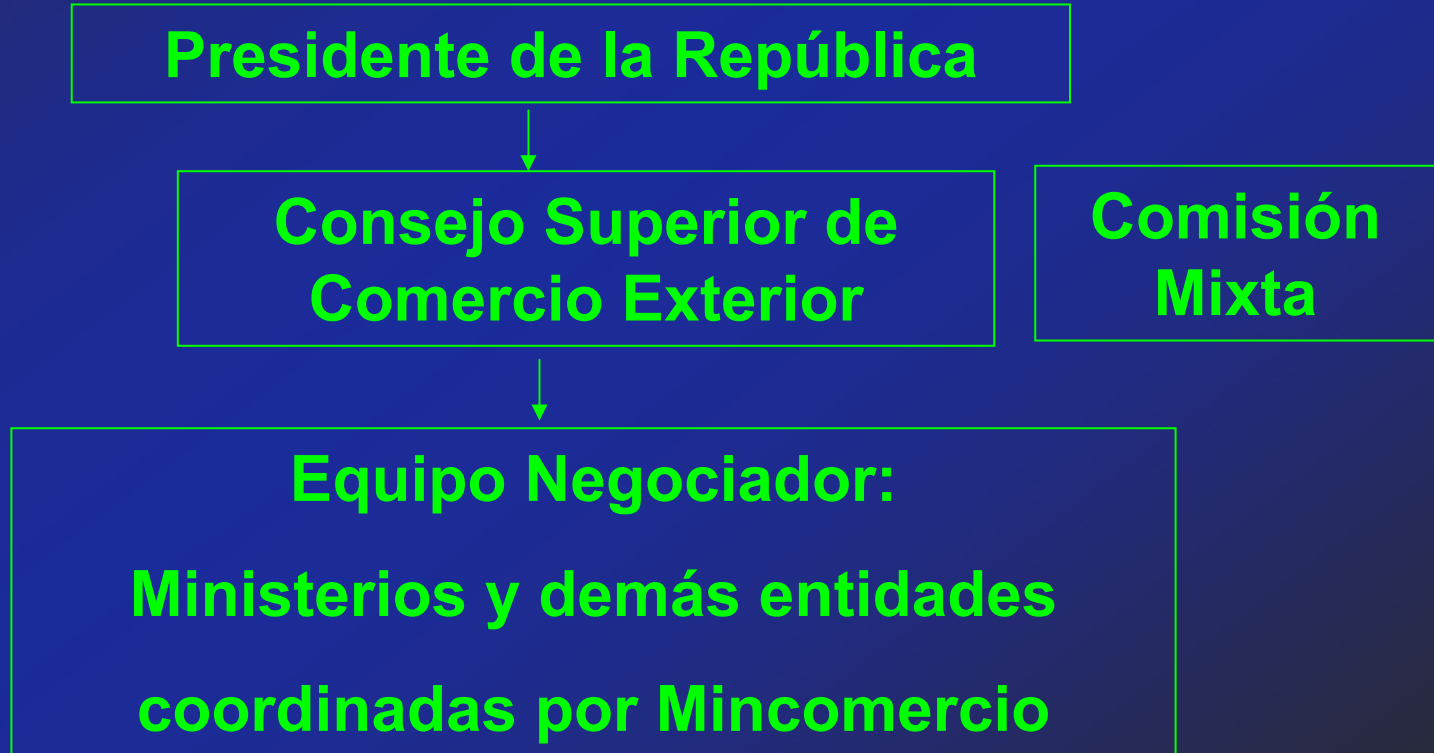 Presidente de la República
Consejo Superior de
Comercio Exterior
Comisión
Mixta
Equipo Negociador:
Ministerios y demás entidades
coordinadas por Mincomercio